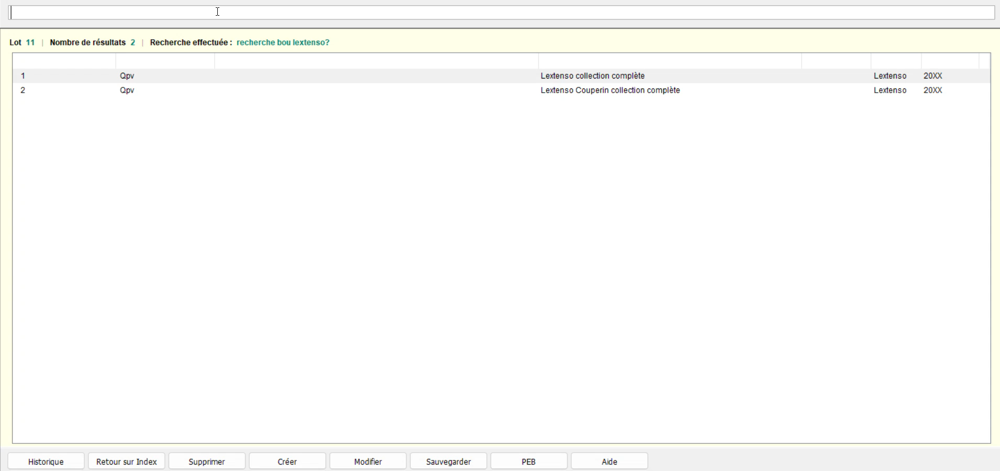 Lot 11 | Nombre de résultats 2 | Recherche effectuée : recherche bou lextenso?
1 Qpv Lextenso collection complète Lextenso 20XX
2 Qpv Lextenso Couperin collection complète Lextenso 20XX
Historique Retour sur Index Supprimer Créer Modifier Sauvegarder PEB Aide